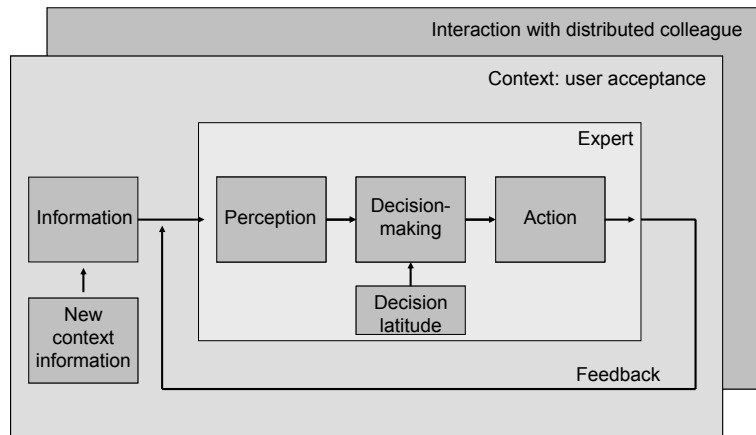 Interaction with distributed colleague
Context: user acceptance
Expert
Information
Perception
Decision-
making
Action
Decision
latitude
New
context
information
Feedback